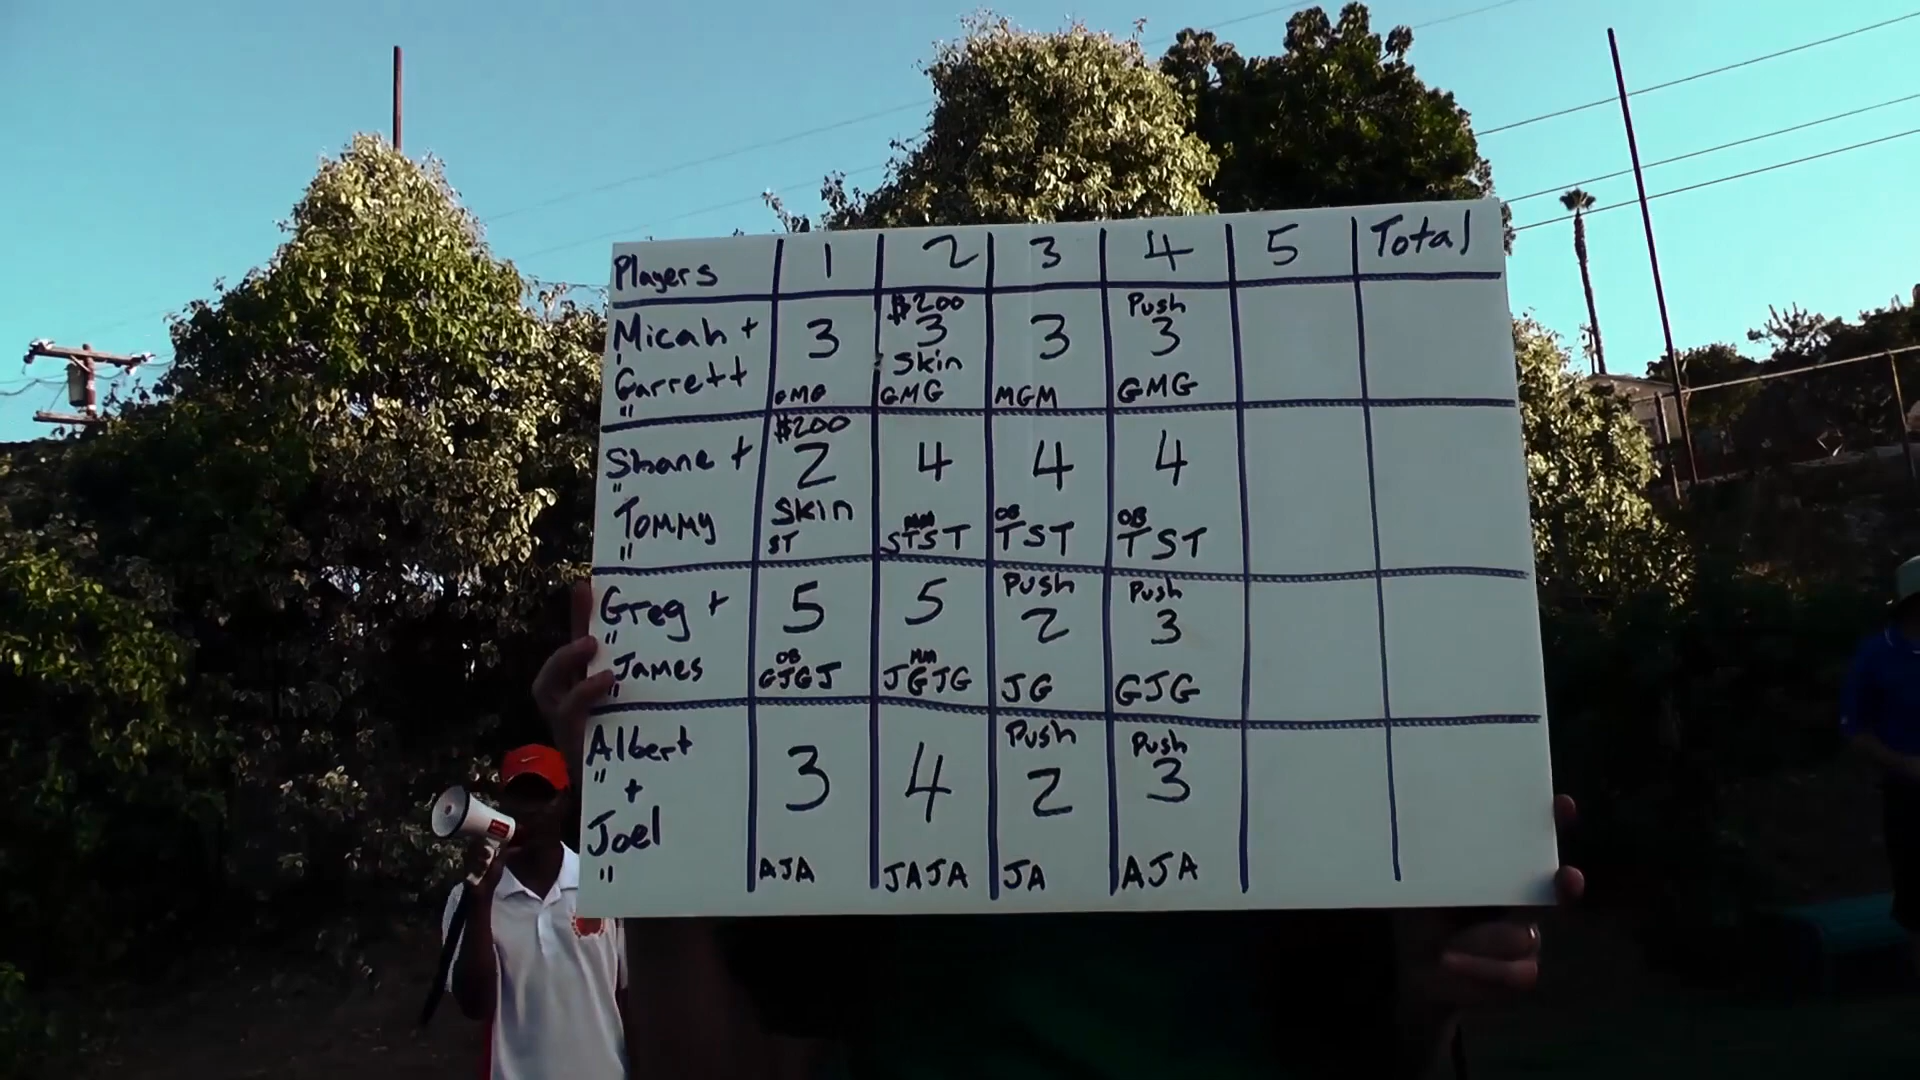 Players 1 2 3 4 5 Total
$200 Push
Micah + 3 3 3 3
Skin
Garrett GMG GMG MGM GMG
"
$200
Shane + 2 4 4 4
"
Skin MM OB OB
Tommy ST STST TST TST
"
Push Push
Greg + 5 5 2 3
"
OB MM
James GJGJ JGJG JG GJG
"
Push Push
Albert 3 4 2 3
"
+
Joel
" AJA JAJA JA AJA